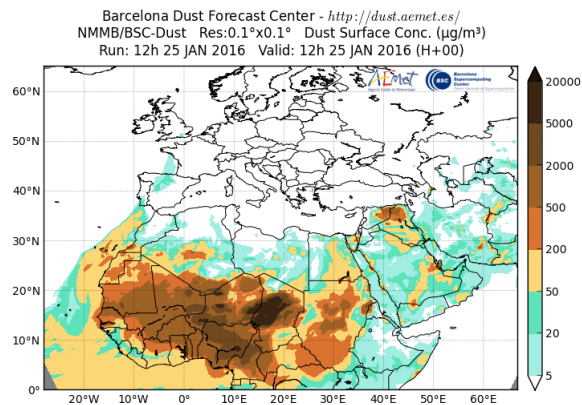 Barcelona Dust Forecast Center - http://dust.aemet.es/
NMMB/BSC-Dust Res:0.1°x0.1° Dust Surface Conc. (μg/m³)
Run: 12h 25 JAN 2016 Valid: 12h 25 JAN 2016 (H+00)
AEMet
BSC
Barcelona
Supercomputing
Center
60°N
50°N
40°N
30°N
20°N
10°N
0°
20°W
10°W
0°
10°E
20°E
30°E
40°E
50°E
60°E
20000
5000
2000
500
200
50
20
5